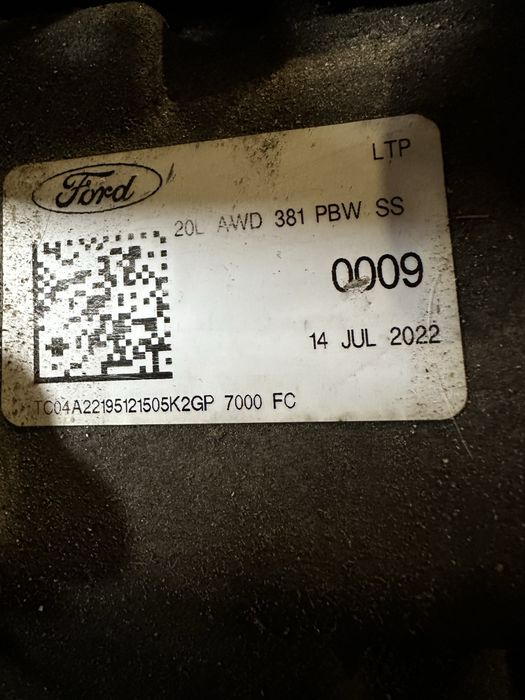 LTP
Ford
20L AWD 381 PBW SS
0009
14 JUL 2022
TC04A22195121505K2GP 7000 FC